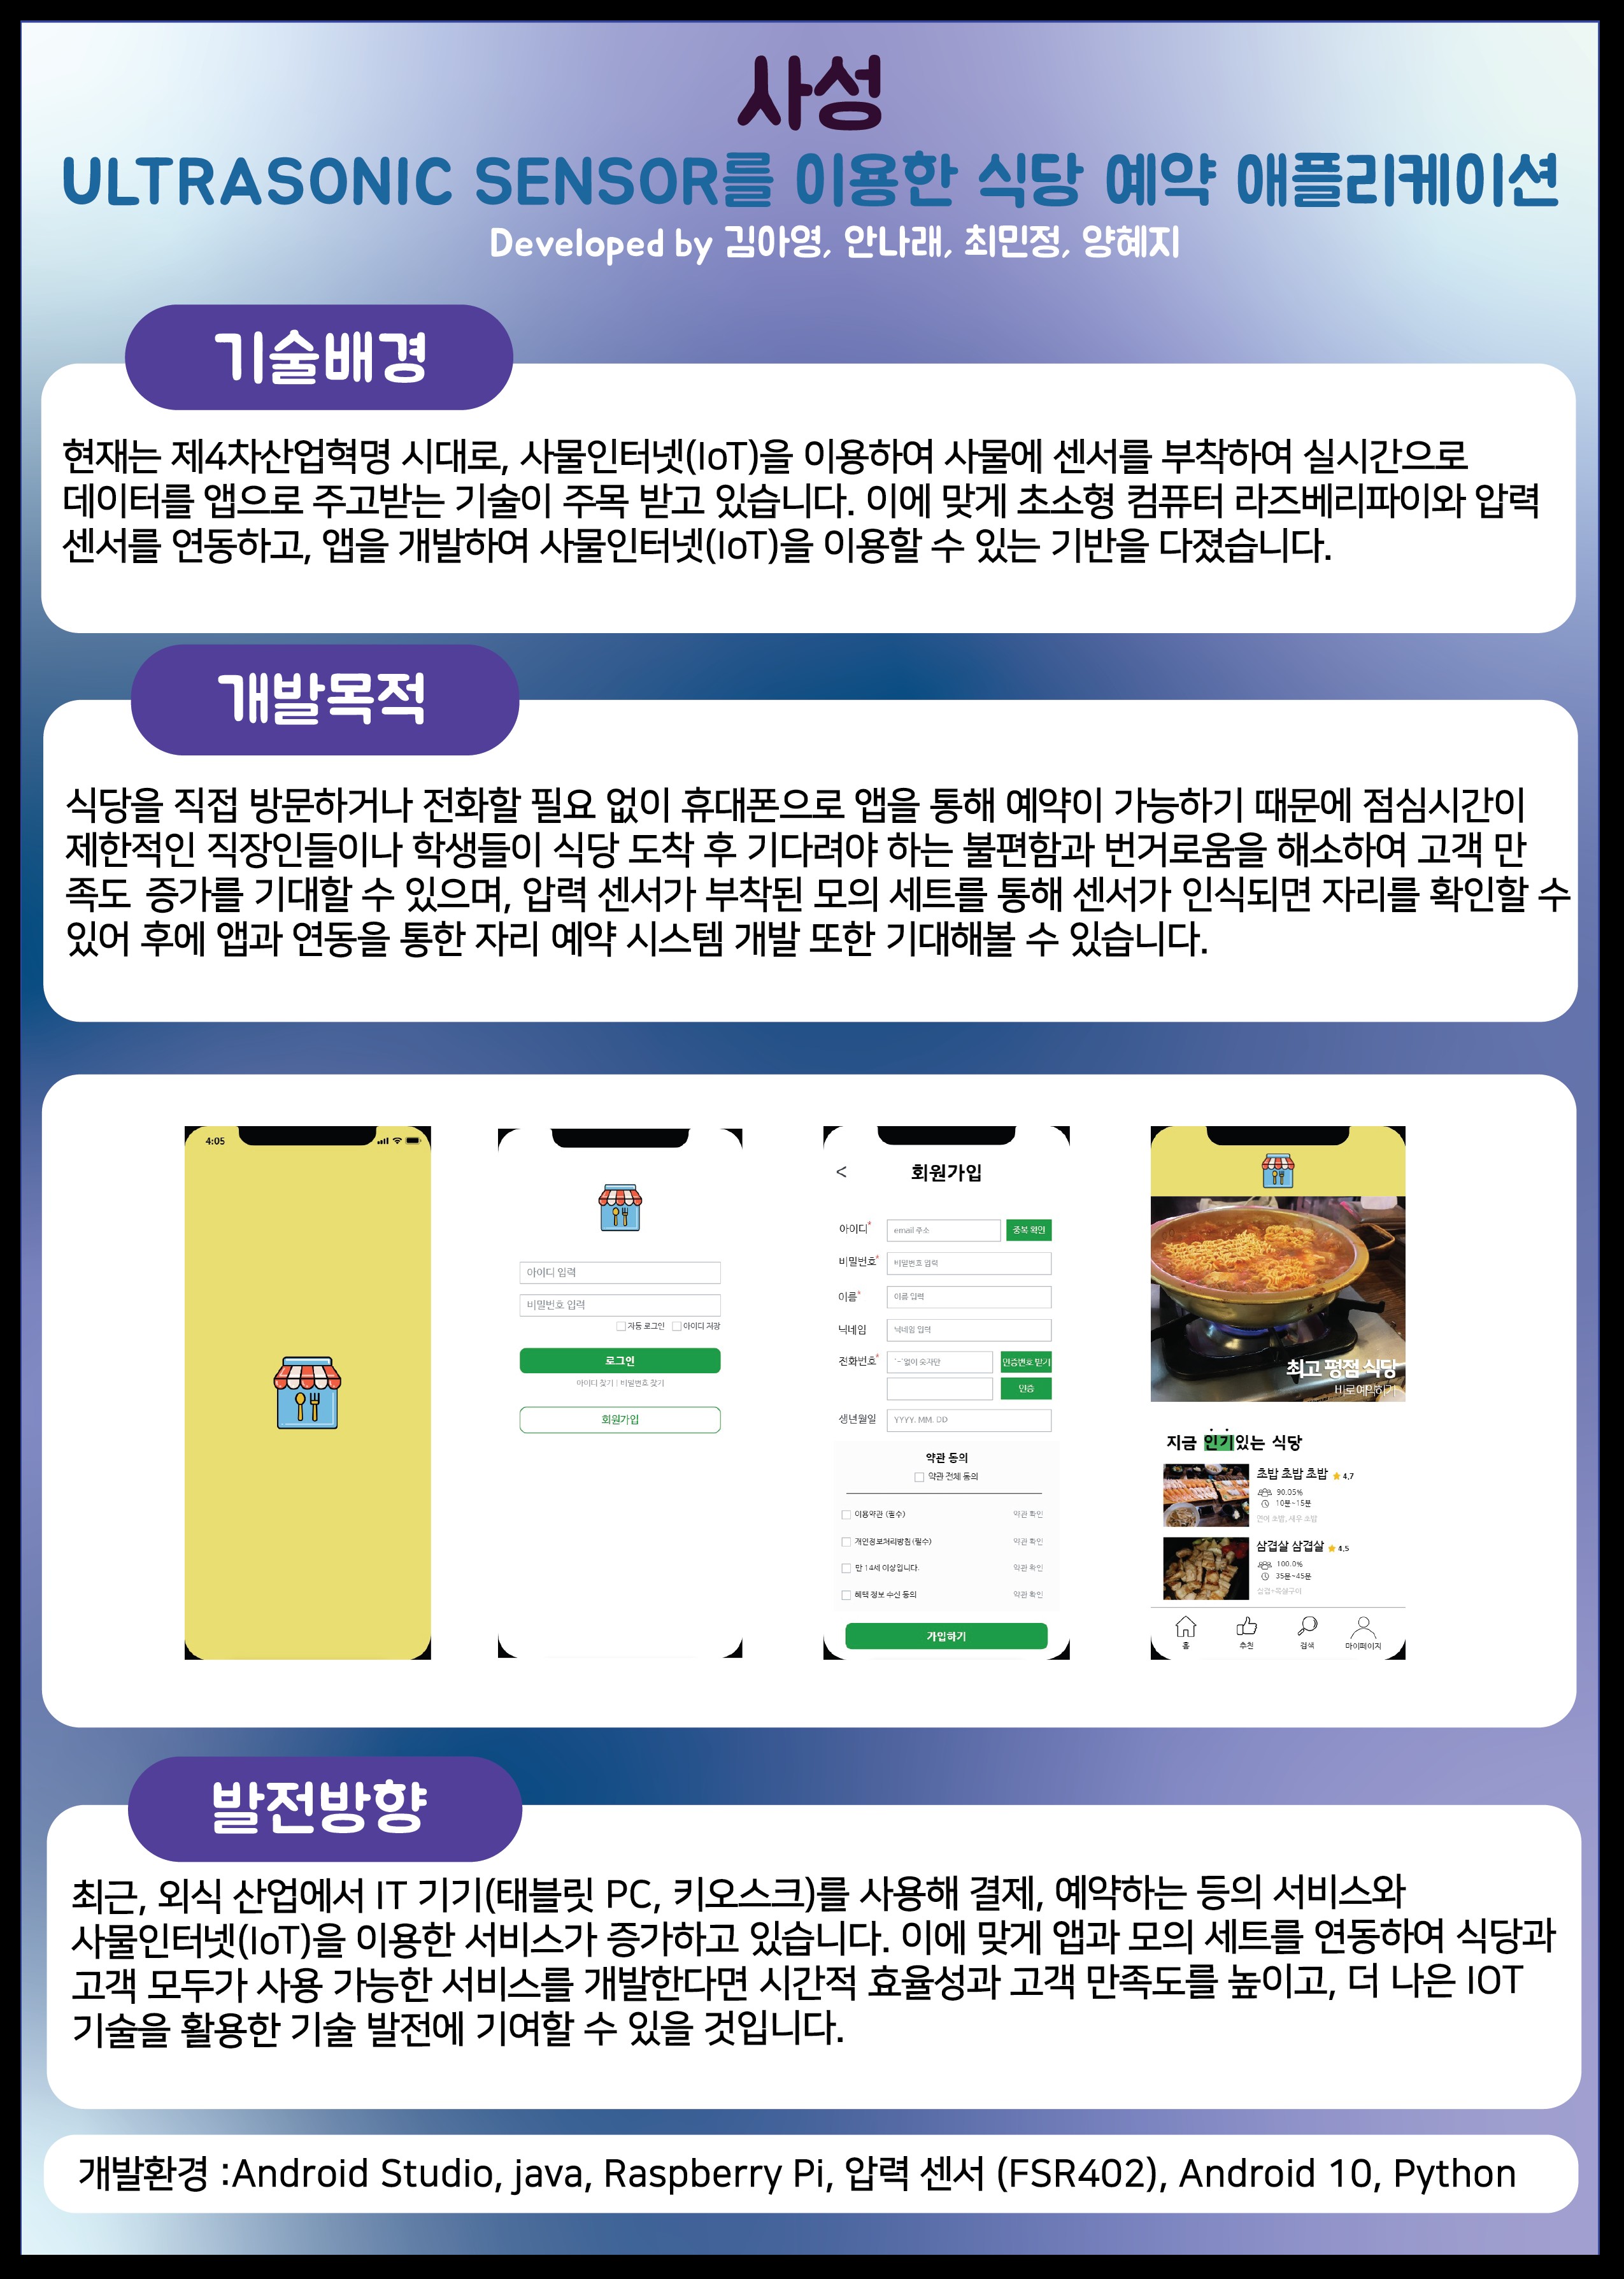 사성
ULTRASONIC SENSOR를 이용한 식당 예약 애플리케이션
Developed by 김아영, 안나래, 최민정, 양혜지
기술배경
현재는 제4차산업혁명 시대로, 사물인터넷(IoT)을 이용하여 사물에 센서를 부착하여 실시간으로
데이터를 앱으로 주고받는 기술이 주목 받고 있습니다. 이에 맞게 초소형 컴퓨터 라즈베리파이와 압력
센서를 연동하고, 앱을 개발하여 사물인터넷(IoT)을 이용할 수 있는 기반을 다졌습니다.
개발목적
식당을 직접 방문하거나 전화할 필요 없이 휴대폰으로 앱을 통해 예약이 가능하기 때문에 점심시간이
제한적인 직장인들이나 학생들이 식당 도착 후 기다려야 하는 불편함과 번거로움을 해소하여 고객 만
족도 증가를 기대할 수 있으며, 압력 센서가 부착된 모의 세트를 통해 센서가 인식되면 자리를 확인할 수
있어 후에 앱과 연동을 통한 자리 예약 시스템 개발 또한 기대해볼 수 있습니다.
4:05
아이디 입력
비밀번호 입력
자동 로그인 아이디 저장
로그인
아이디 찾기 | 비밀번호 찾기
회원가입
< 회원가입
아이디* email 주소 중복 확인
비밀번호* 비밀번호 입력
이름* 이름 입력
닉네임 닉네임 입력
전화번호* '-'없이 숫자만 인증번호 받기
인증
생년월일 YYYY. MM. DD
약관 동의
약관 전체 동의
이용약관 (필수) 약관 확인
개인정보처리방침(필수) 약관 확인
만 14세 이상입니다. 약관 확인
혜택 정보 수신 동의 약관 확인
가입하기
최고 평점 식당
바로예약하기
지금 인기있는 식당
초밥 초밥 초밥 4.7
90.05%
10분~15분
연어 초밥, 새우 초밥
삼겹살 삼겹살 4.5
100.0%
35분~45분
삼겹+목살구이
홈 추천 검색 마이페이지
발전방향
최근, 외식 산업에서 IT 기기(태블릿 PC, 키오스크)를 사용해 결제, 예약하는 등의 서비스와
사물인터넷(IoT)을 이용한 서비스가 증가하고 있습니다. 이에 맞게 앱과 모의 세트를 연동하여 식당과
고객 모두가 사용 가능한 서비스를 개발한다면 시간적 효율성과 고객 만족도를 높이고, 더 나은 IOT
기술을 활용한 기술 발전에 기여할 수 있을 것입니다.
개발환경 :Android Studio, java, Raspberry Pi, 압력 센서 (FSR402), Android 10, Python